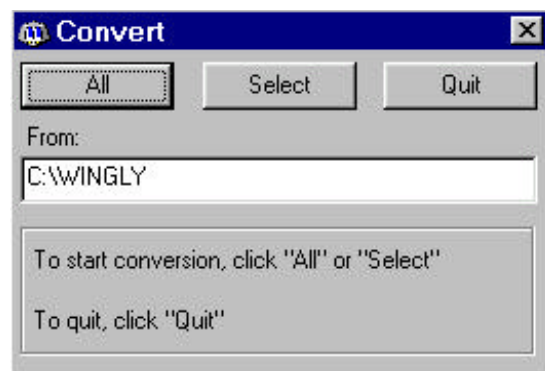 Convert
All Select Quit
From:
C:\WINGLY
To start conversion, click "All" or "Select"
To quit, click "Quit"